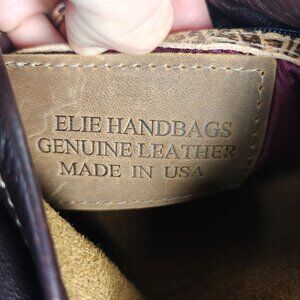 ELIE HANDBAGS
GENUINE LEATHER
MADE IN USA